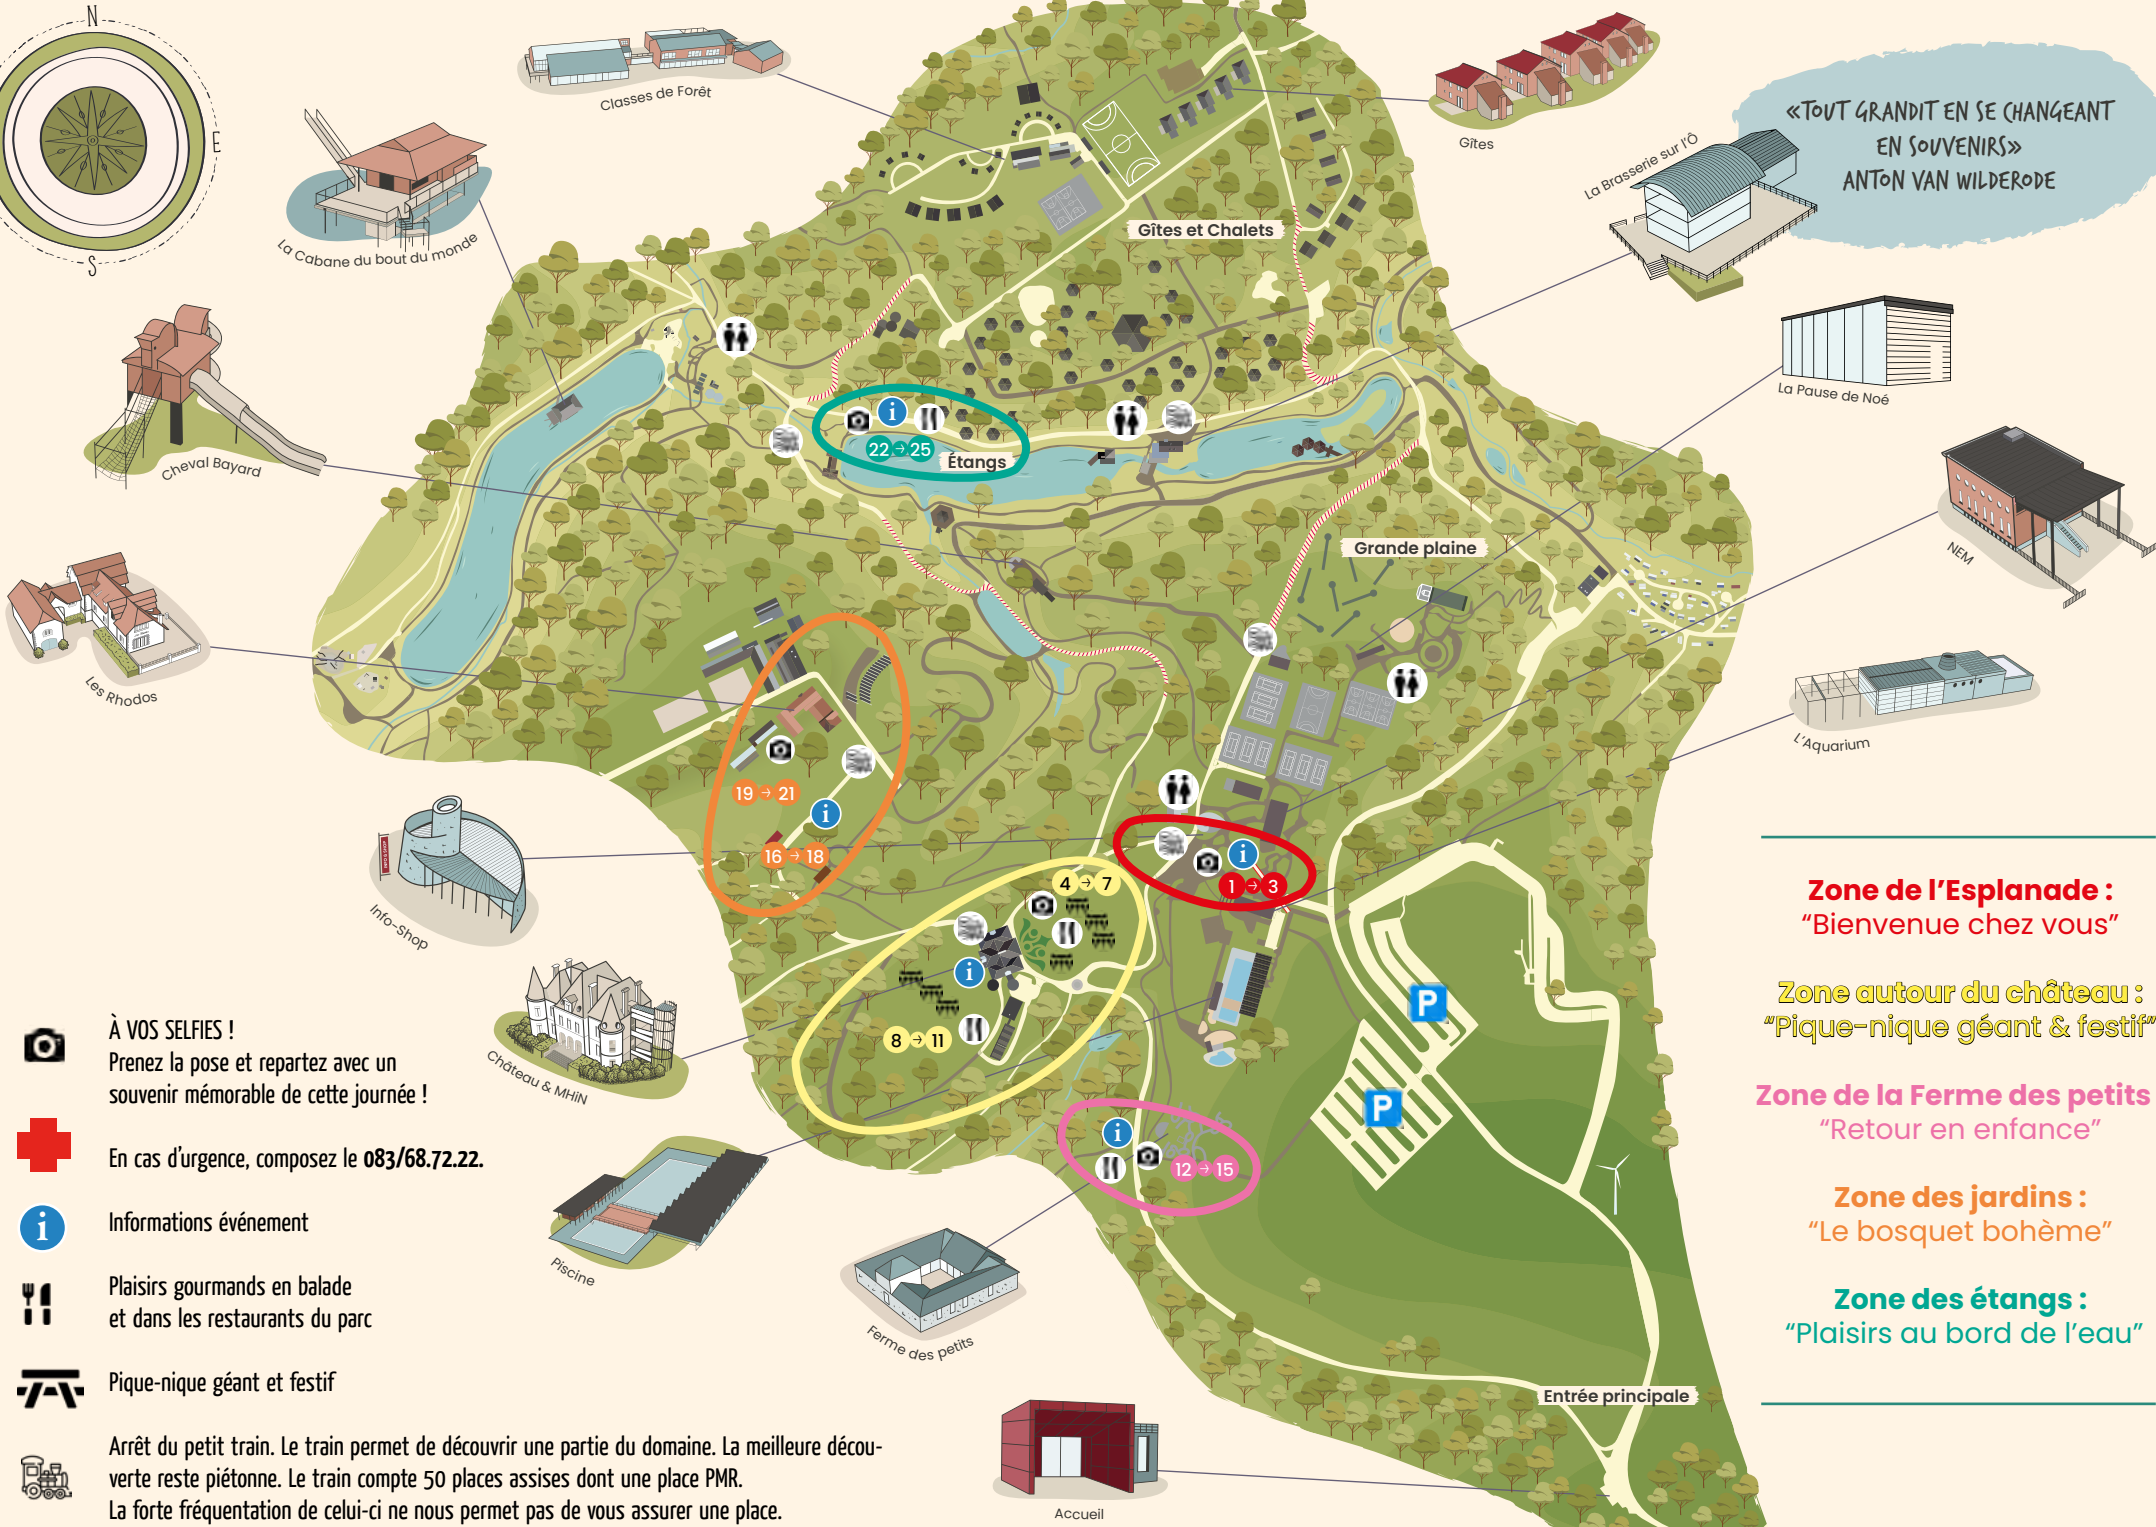 N
E
S
Classes de Forêt
La Cabane du bout du monde
Cheval Bayard
Les Rhodos
Info-Shop
Château & MHiN
Piscine
Ferme des petits
Accueil
Gîtes
La Brasserie sur l'Ô
«TOUT GRANDIT EN SE CHANGEANT
EN SOUVENIRS»
ANTON VAN WILDERODE
La Pause de Noé
NEM
L'Aquarium
Gîtes et Chalets
i
22 → 25
Étangs
Grande plaine
19 → 21
i
16 → 18
i
1 → 3
4 → 7
i
8 → 11
i
12 → 15
P
P
Entrée principale
INFO & SHOP
Zone de l'Esplanade :
“Bienvenue chez vous”
Zone autour du château :
“Pique-nique géant & festif”
Zone de la Ferme des petits
“Retour en enfance”
Zone des jardins :
“Le bosquet bohème”
Zone des étangs :
“Plaisirs au bord de l'eau”
À VOS SELFIES !
Prenez la pose et repartez avec un
souvenir mémorable de cette journée !
En cas d'urgence, composez le 083/68.72.22.
i
Informations événement
Plaisirs gourmands en balade
et dans les restaurants du parc
Pique-nique géant et festif
Arrêt du petit train. Le train permet de découvrir une partie du domaine. La meilleure décou-
verte reste piétonne. Le train compte 50 places assises dont une place PMR.
La forte fréquentation de celui-ci ne nous permet pas de vous assurer une place.